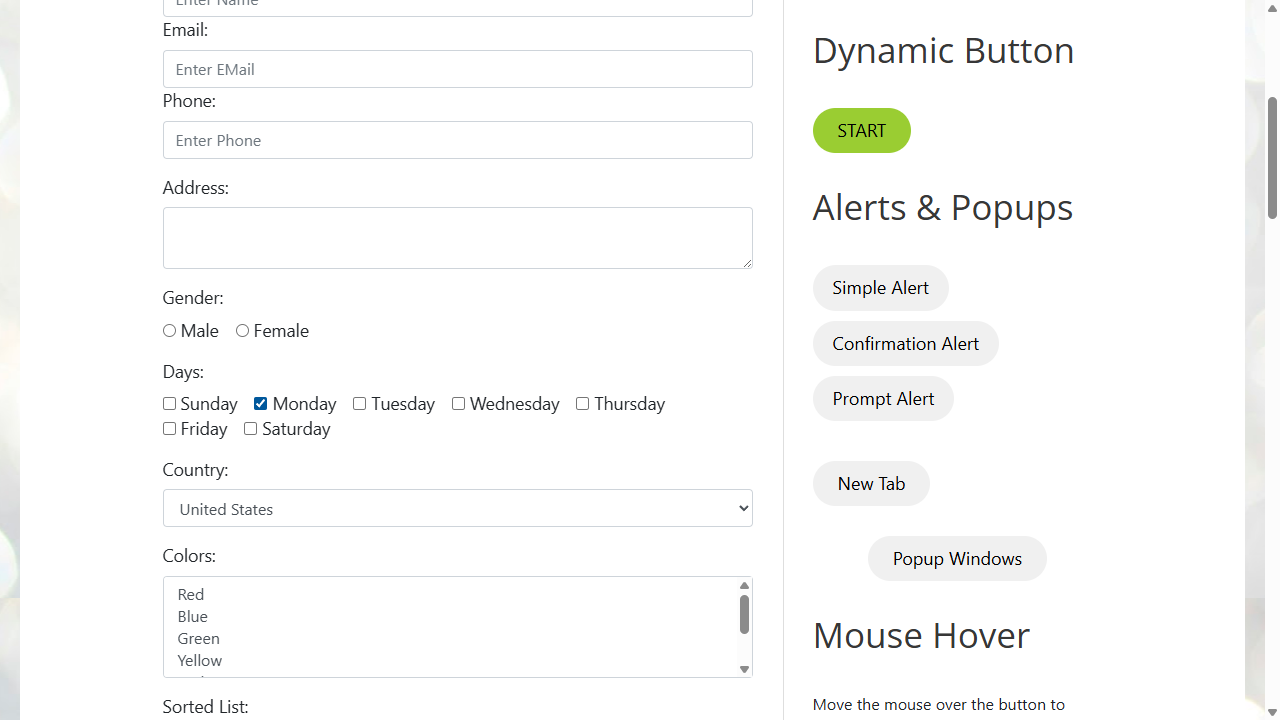 Enter Name
Email:
Enter EMail
Phone:
Enter Phone
Address:
Gender:
Male Female
Days:
Sunday Monday Tuesday Wednesday Thursday
Friday Saturday
Country:
United States
Colors:
Red
Blue
Green
Yellow
Sorted List:
Dynamic Button
START
Alerts & Popups
Simple Alert
Confirmation Alert
Prompt Alert
New Tab
Popup Windows
Mouse Hover
Move the mouse over the button to